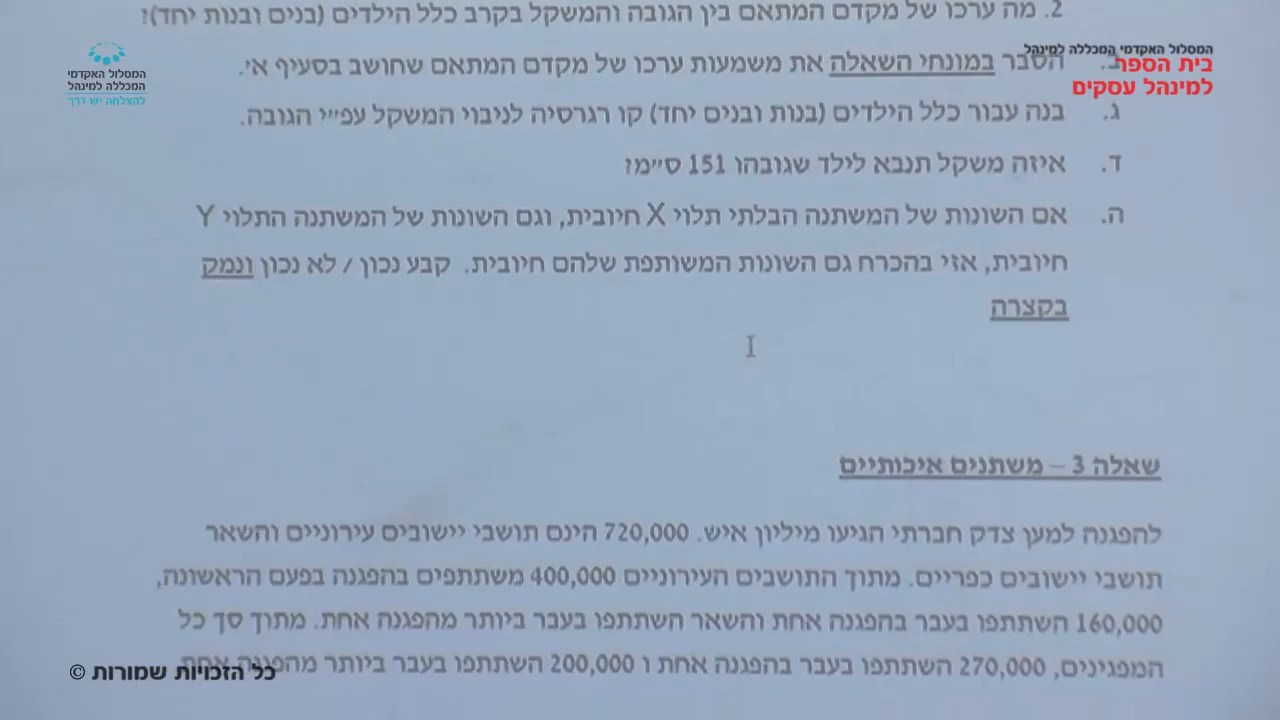 2. מה ערכו של מקדם המתאם בין הגובה והמשקל בקרב כלל הילדים (בנים ובנות יחד)?
המסלול האקדמי המכללה למינהל
בית הספר
למינהל עסקים
המסלול האקדמי
המכללה למינהל
להצלחה יש דרך
ב. הסבר במונחי השאלה את משמעות ערכו של מקדם המתאם שחושב בסעיף א'.
ג. בנה עבור כלל הילדים (בנות ובנים יחד) קו רגרסיה לניבוי המשקל עפ"י הגובה.
ד. איזה משקל תנבא לילד שגובהו 151 ס"מ?
ה. אם השונות של המשתנה הבלתי תלוי X חיובית, וגם השונות של המשתנה התלוי Y
חיובית, אזי בהכרח גם השונות המשותפת שלהם חיובית. קבע נכון / לא נכון ונמק
בקצרה
שאלה 3 – משתנים איכותיים
להפגנה למען צדק חברתי הגיעו מיליון איש. 720,000 הינם תושבי יישובים עירוניים והשאר
תושבי יישובים כפריים. מתוך התושבים העירוניים 400,000 משתתפים בהפגנה בפעם הראשונה,
160,000 השתתפו בעבר בהפגנה אחת והשאר השתתפו בעבר ביותר מהפגנה אחת. מתוך סך כל
המפגינים, 270,000 השתתפו בעבר בהפגנה אחת ו 200,000 השתתפו בעבר ביותר מהפגנה אחת.
כל הזכויות שמורות ©